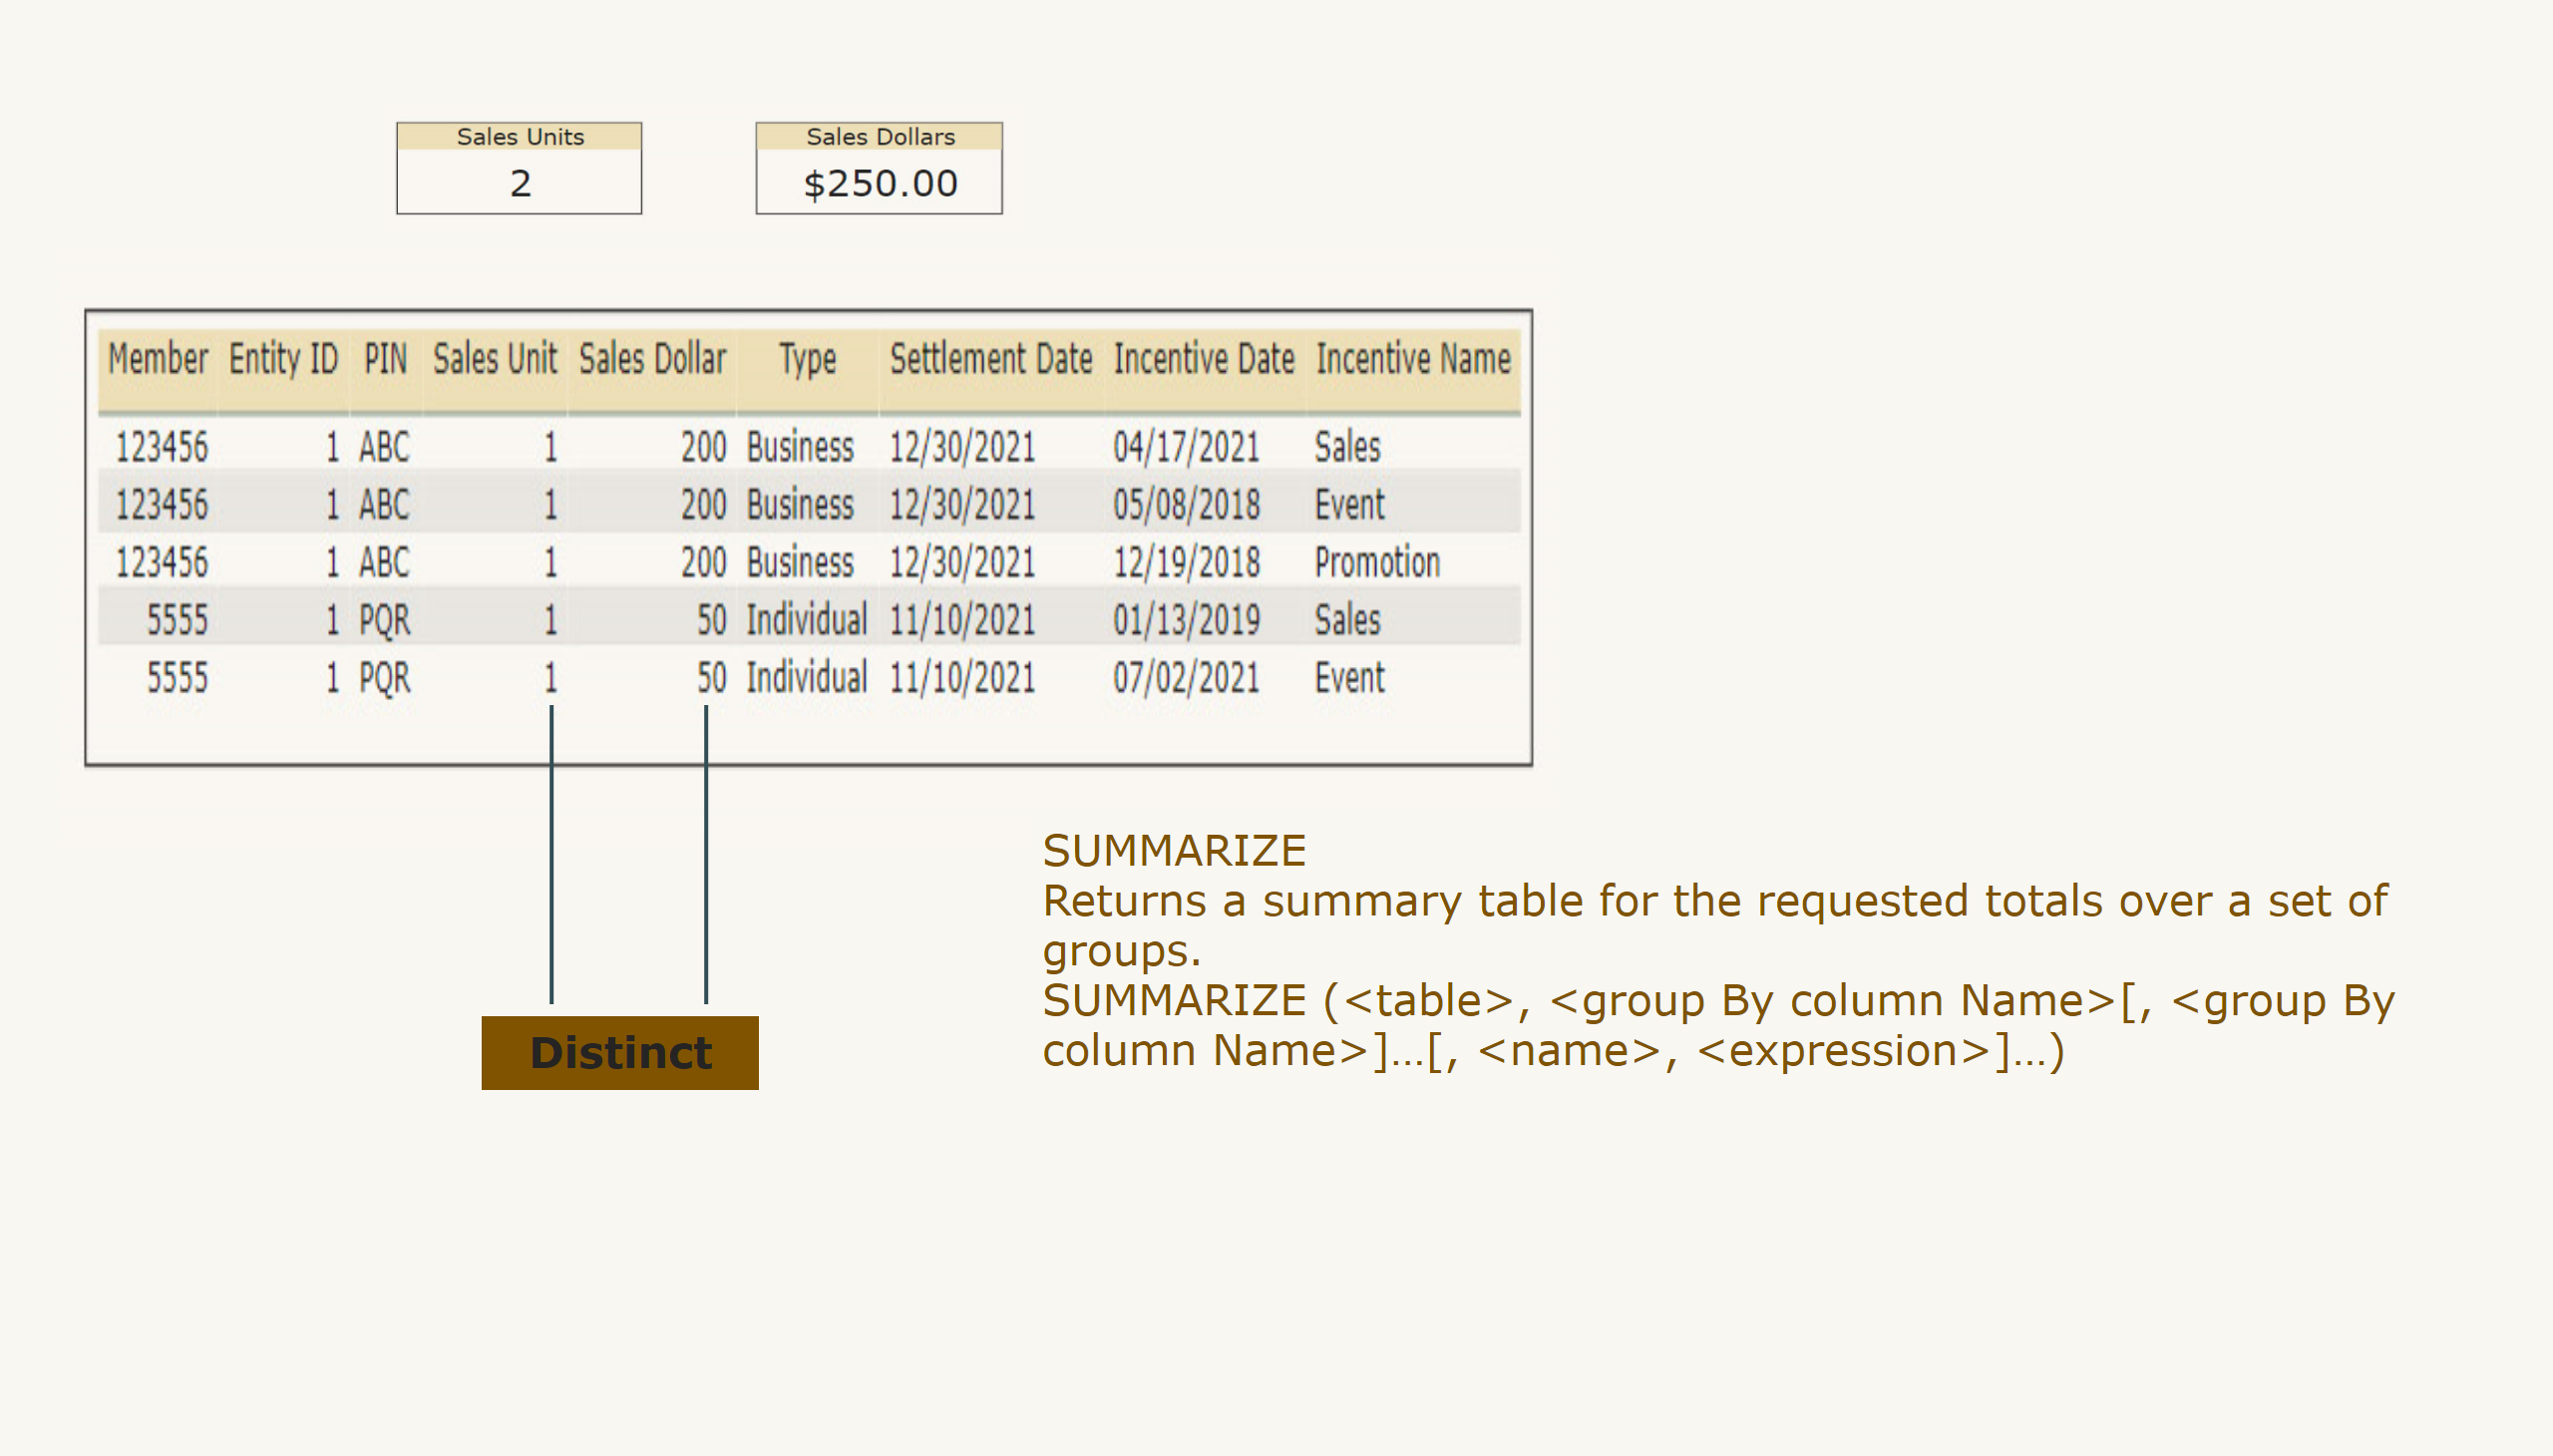 Sales Units
2
Sales Dollars
$250.00
Member Entity ID PIN Sales Unit Sales Dollar Type Settlement Date Incentive Date Incentive Name
123456 1 ABC 1 200 Business 12/30/2021 04/17/2021 Sales
123456 1 ABC 1 200 Business 12/30/2021 05/08/2018 Event
123456 1 ABC 1 200 Business 12/30/2021 12/19/2018 Promotion
5555 1 PQR 1 50 Individual 11/10/2021 01/13/2019 Sales
5555 1 PQR 1 50 Individual 11/10/2021 07/02/2021 Event
Distinct
SUMMARIZE
Returns a summary table for the requested totals over a set of
groups.
SUMMARIZE (<table>, <group By column Name>[, <group By
column Name>]…[, <name>, <expression>]…)